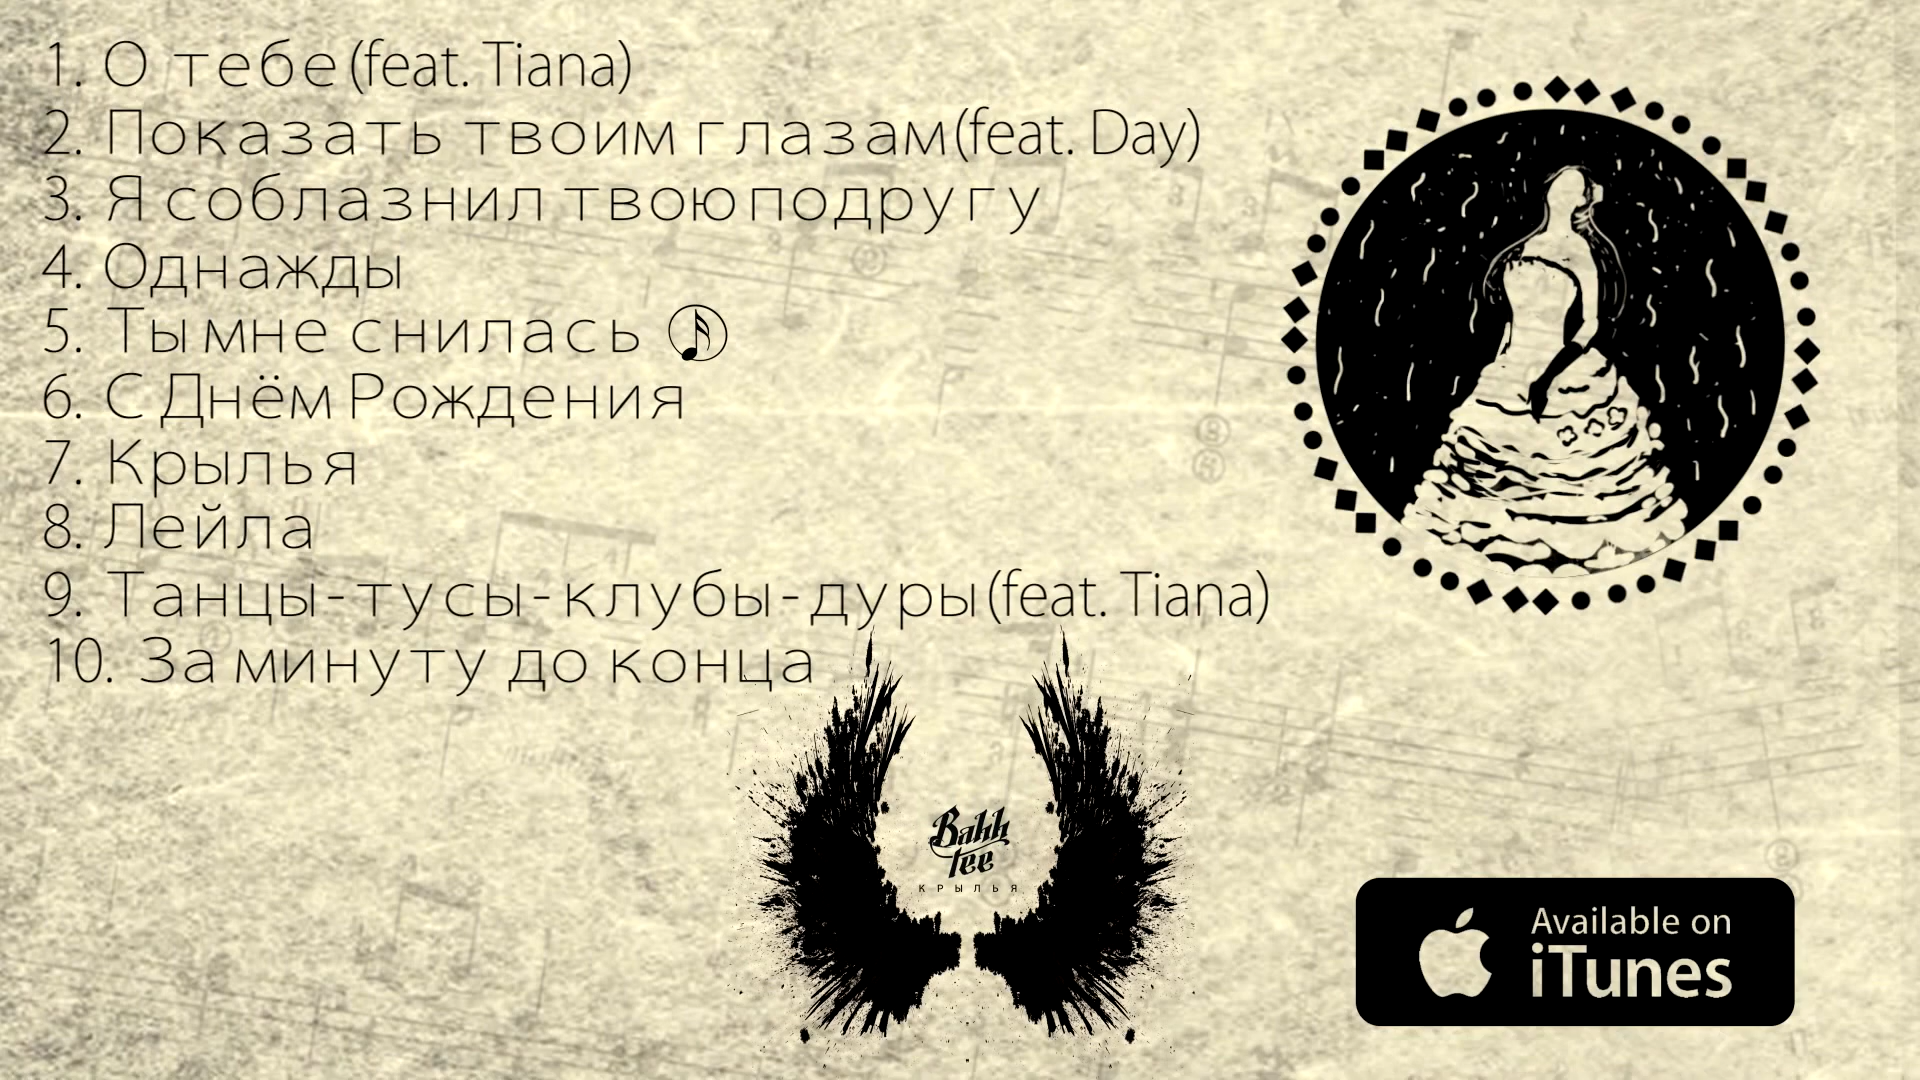 1. О тебе (feat. Tiana)
2. Показать твоим глазам (feat. Day)
3. Я соблазнил твою подругу
4. Однажды
5. Ты мне снилась
6. С Днём Рождения
7. Крылья
8. Лейла
9. Танцы-тусы-клубы-дуры (feat. Tiana)
10. За минуту до конца
Bahh
Tee
КРЫЛЬЯ
Available on
iTunes